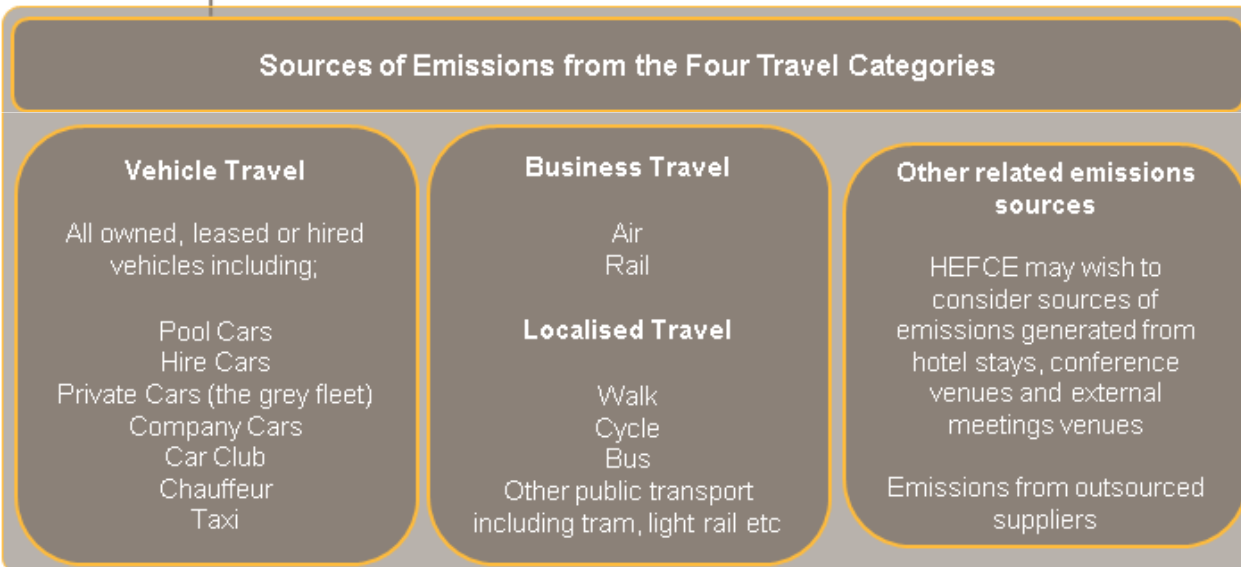 Sources of Emissions from the Four Travel Categories
Vehicle Travel
All owned, leased or hired
vehicles including;
Pool Cars
Hire Cars
Private Cars (the grey fleet)
Company Cars
Car Club
Chauffeur
Taxi
Business Travel
Air
Rail
Localised Travel
Walk
Cycle
Bus
Other public transport
including tram, light rail etc
Other related emissions
sources
HEFCE may wish to
consider sources of
emissions generated from
hotel stays, conference
venues and external
meetings venues
Emissions from outsourced
suppliers